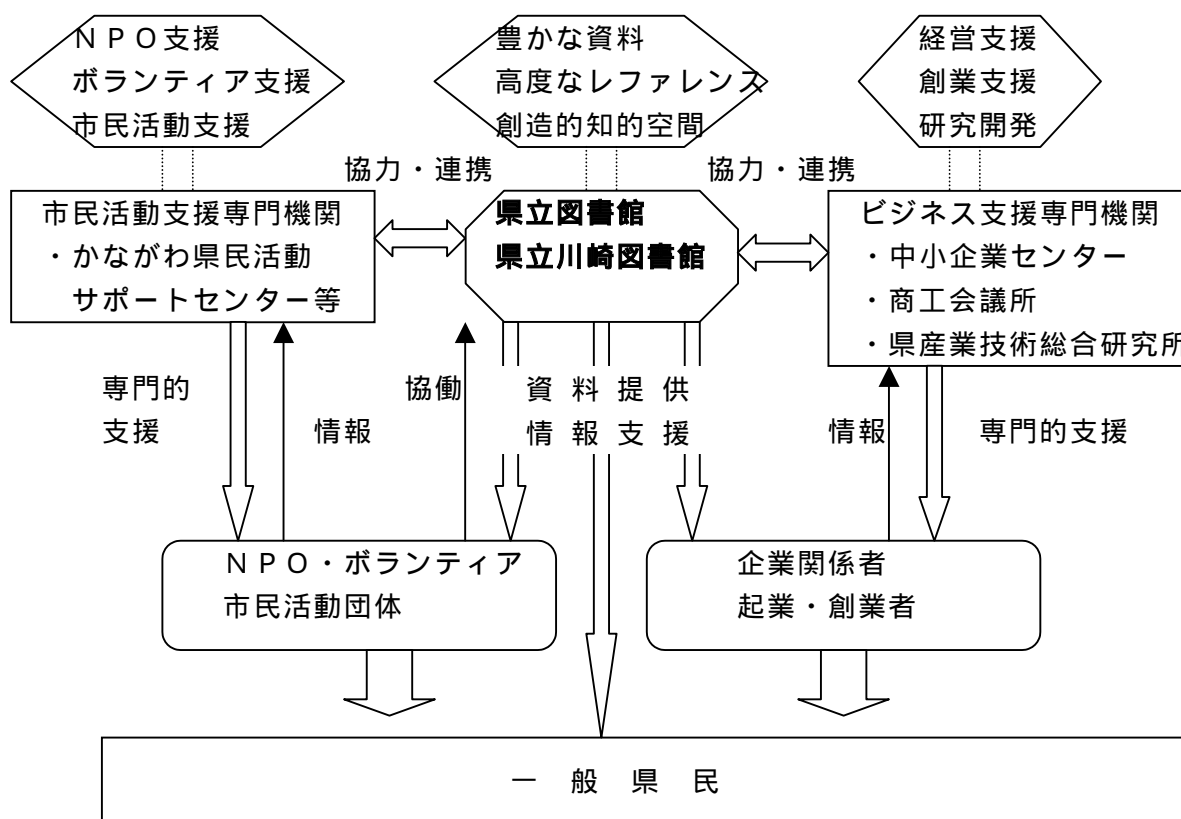 ＮＰＯ支援
ボランティア支援
市民活動支援
豊かな資料
高度なレファレンス
創造的知的空間
経営支援
創業支援
研究開発
協力・連携
協力・連携
市民活動支援専門機関
・かながわ県民活動
サポートセンター等
県立図書館
県立川崎図書館
ビジネス支援専門機関
・中小企業センター
・商工会議所
・県産業技術総合研究所
専門的
支援
情報
協働
資料提供
情報支援
情報
専門的支援
ＮＰＯ・ボランティア
市民活動団体
企業関係者
起業・創業者
一般県民